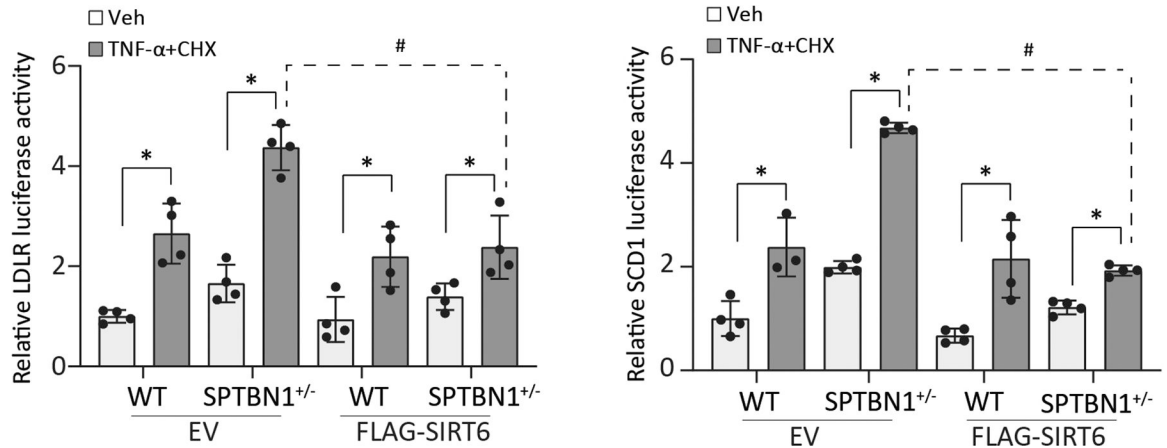 Veh
TNF-α+CHX
Relative LDLR luciferase activity
6
4
2
0
*
*
#
*
*
WT
SPTBN1+/-
WT
SPTBN1+/-
EV
FLAG-SIRT6
Veh
TNF-α+CHX
Relative SCD1 luciferase activity
6
4
2
0
*
*
#
*
*
WT
SPTBN1+/-
WT
SPTBN1+/-
EV
FLAG-SIRT6